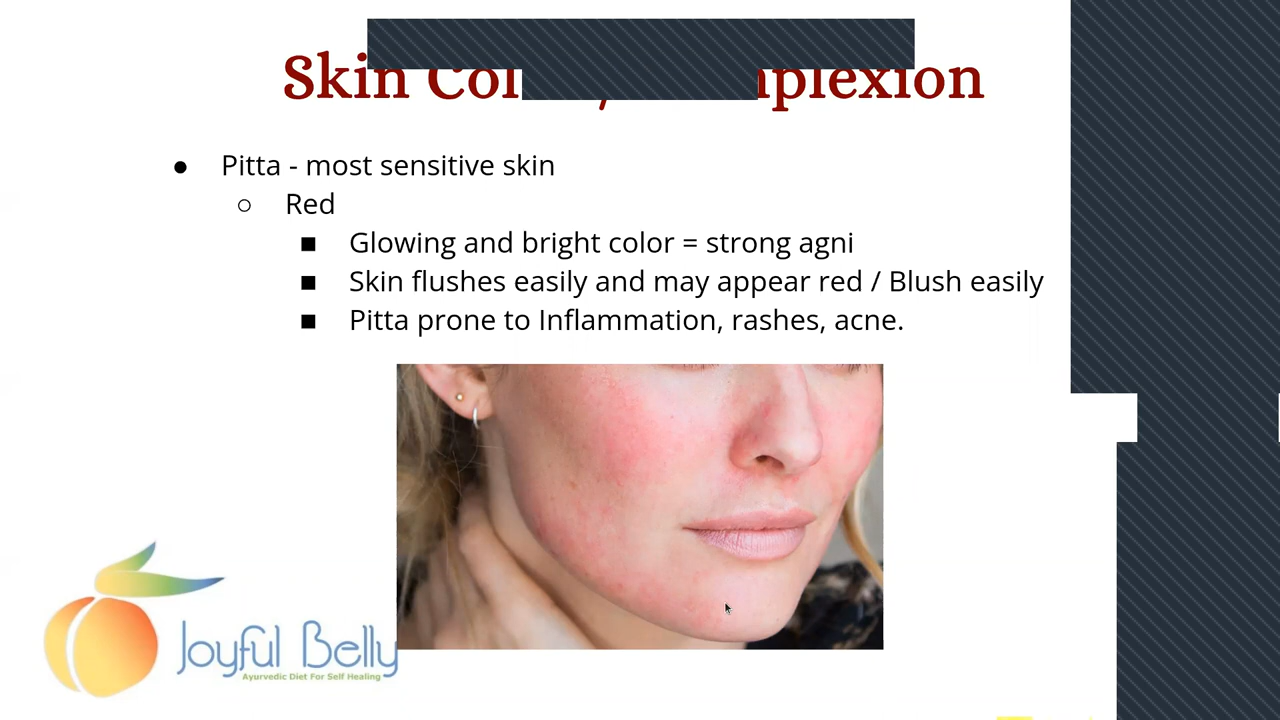 Skin Col
plexion
● Pitta - most sensitive skin
○ Red
■ Glowing and bright color = strong agni
■ Skin flushes easily and may appear red / Blush easily
■ Pitta prone to Inflammation, rashes, acne.
Joyful Belly
Ayurvedic Diet For Self Healing